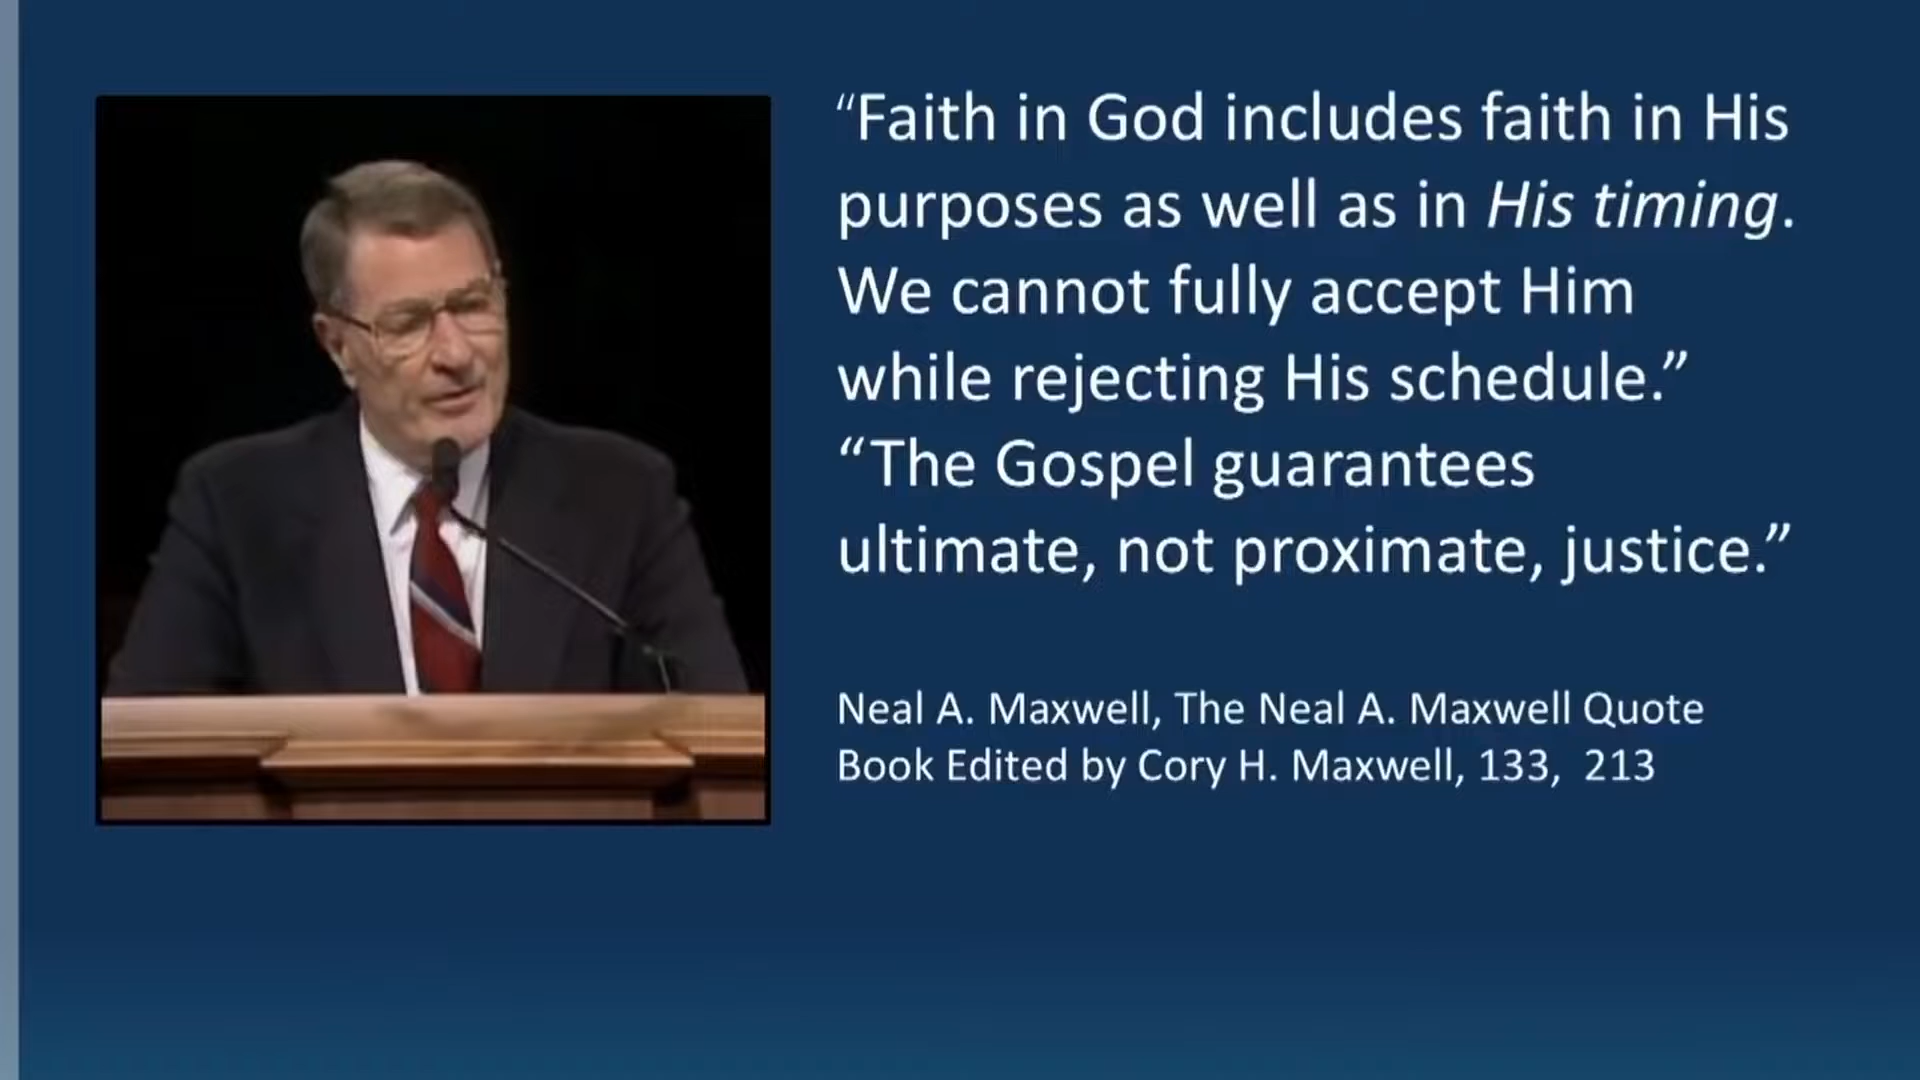 “Faith in God includes faith in His
purposes as well as in His timing.
We cannot fully accept Him
while rejecting His schedule.”
“The Gospel guarantees
ultimate, not proximate, justice.”
Neal A. Maxwell, The Neal A. Maxwell Quote
Book Edited by Cory H. Maxwell, 133,  213